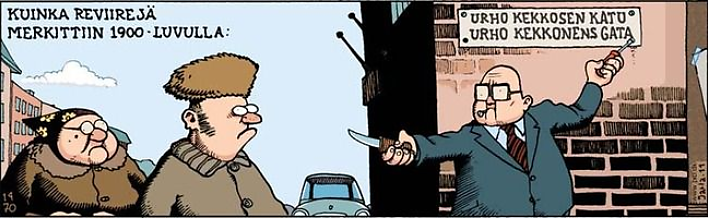 KUINKA REVIIREJÄ
MERKITTIIN 1900-LUVULLA:
URHO KEKKOSEN KATU
URHO KEKKONENS GATA
19
70